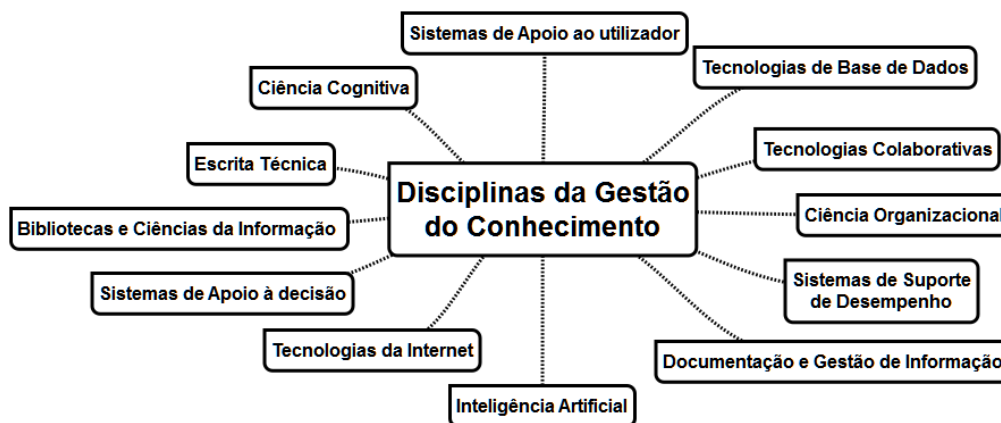 Sistemas de Apoio ao utilizador
Tecnologias de Base de Dados
Ciência Cognitiva
Tecnologias Colaborativas
Escrita Técnica
Disciplinas da Gestão
do Conhecimento
Ciência Organizacional
Bibliotecas e Ciências da Informação
Sistemas de Suporte
de Desempenho
Sistemas de Apoio à decisão
Tecnologias da Internet
Documentação e Gestão de Informação
Inteligência Artificial